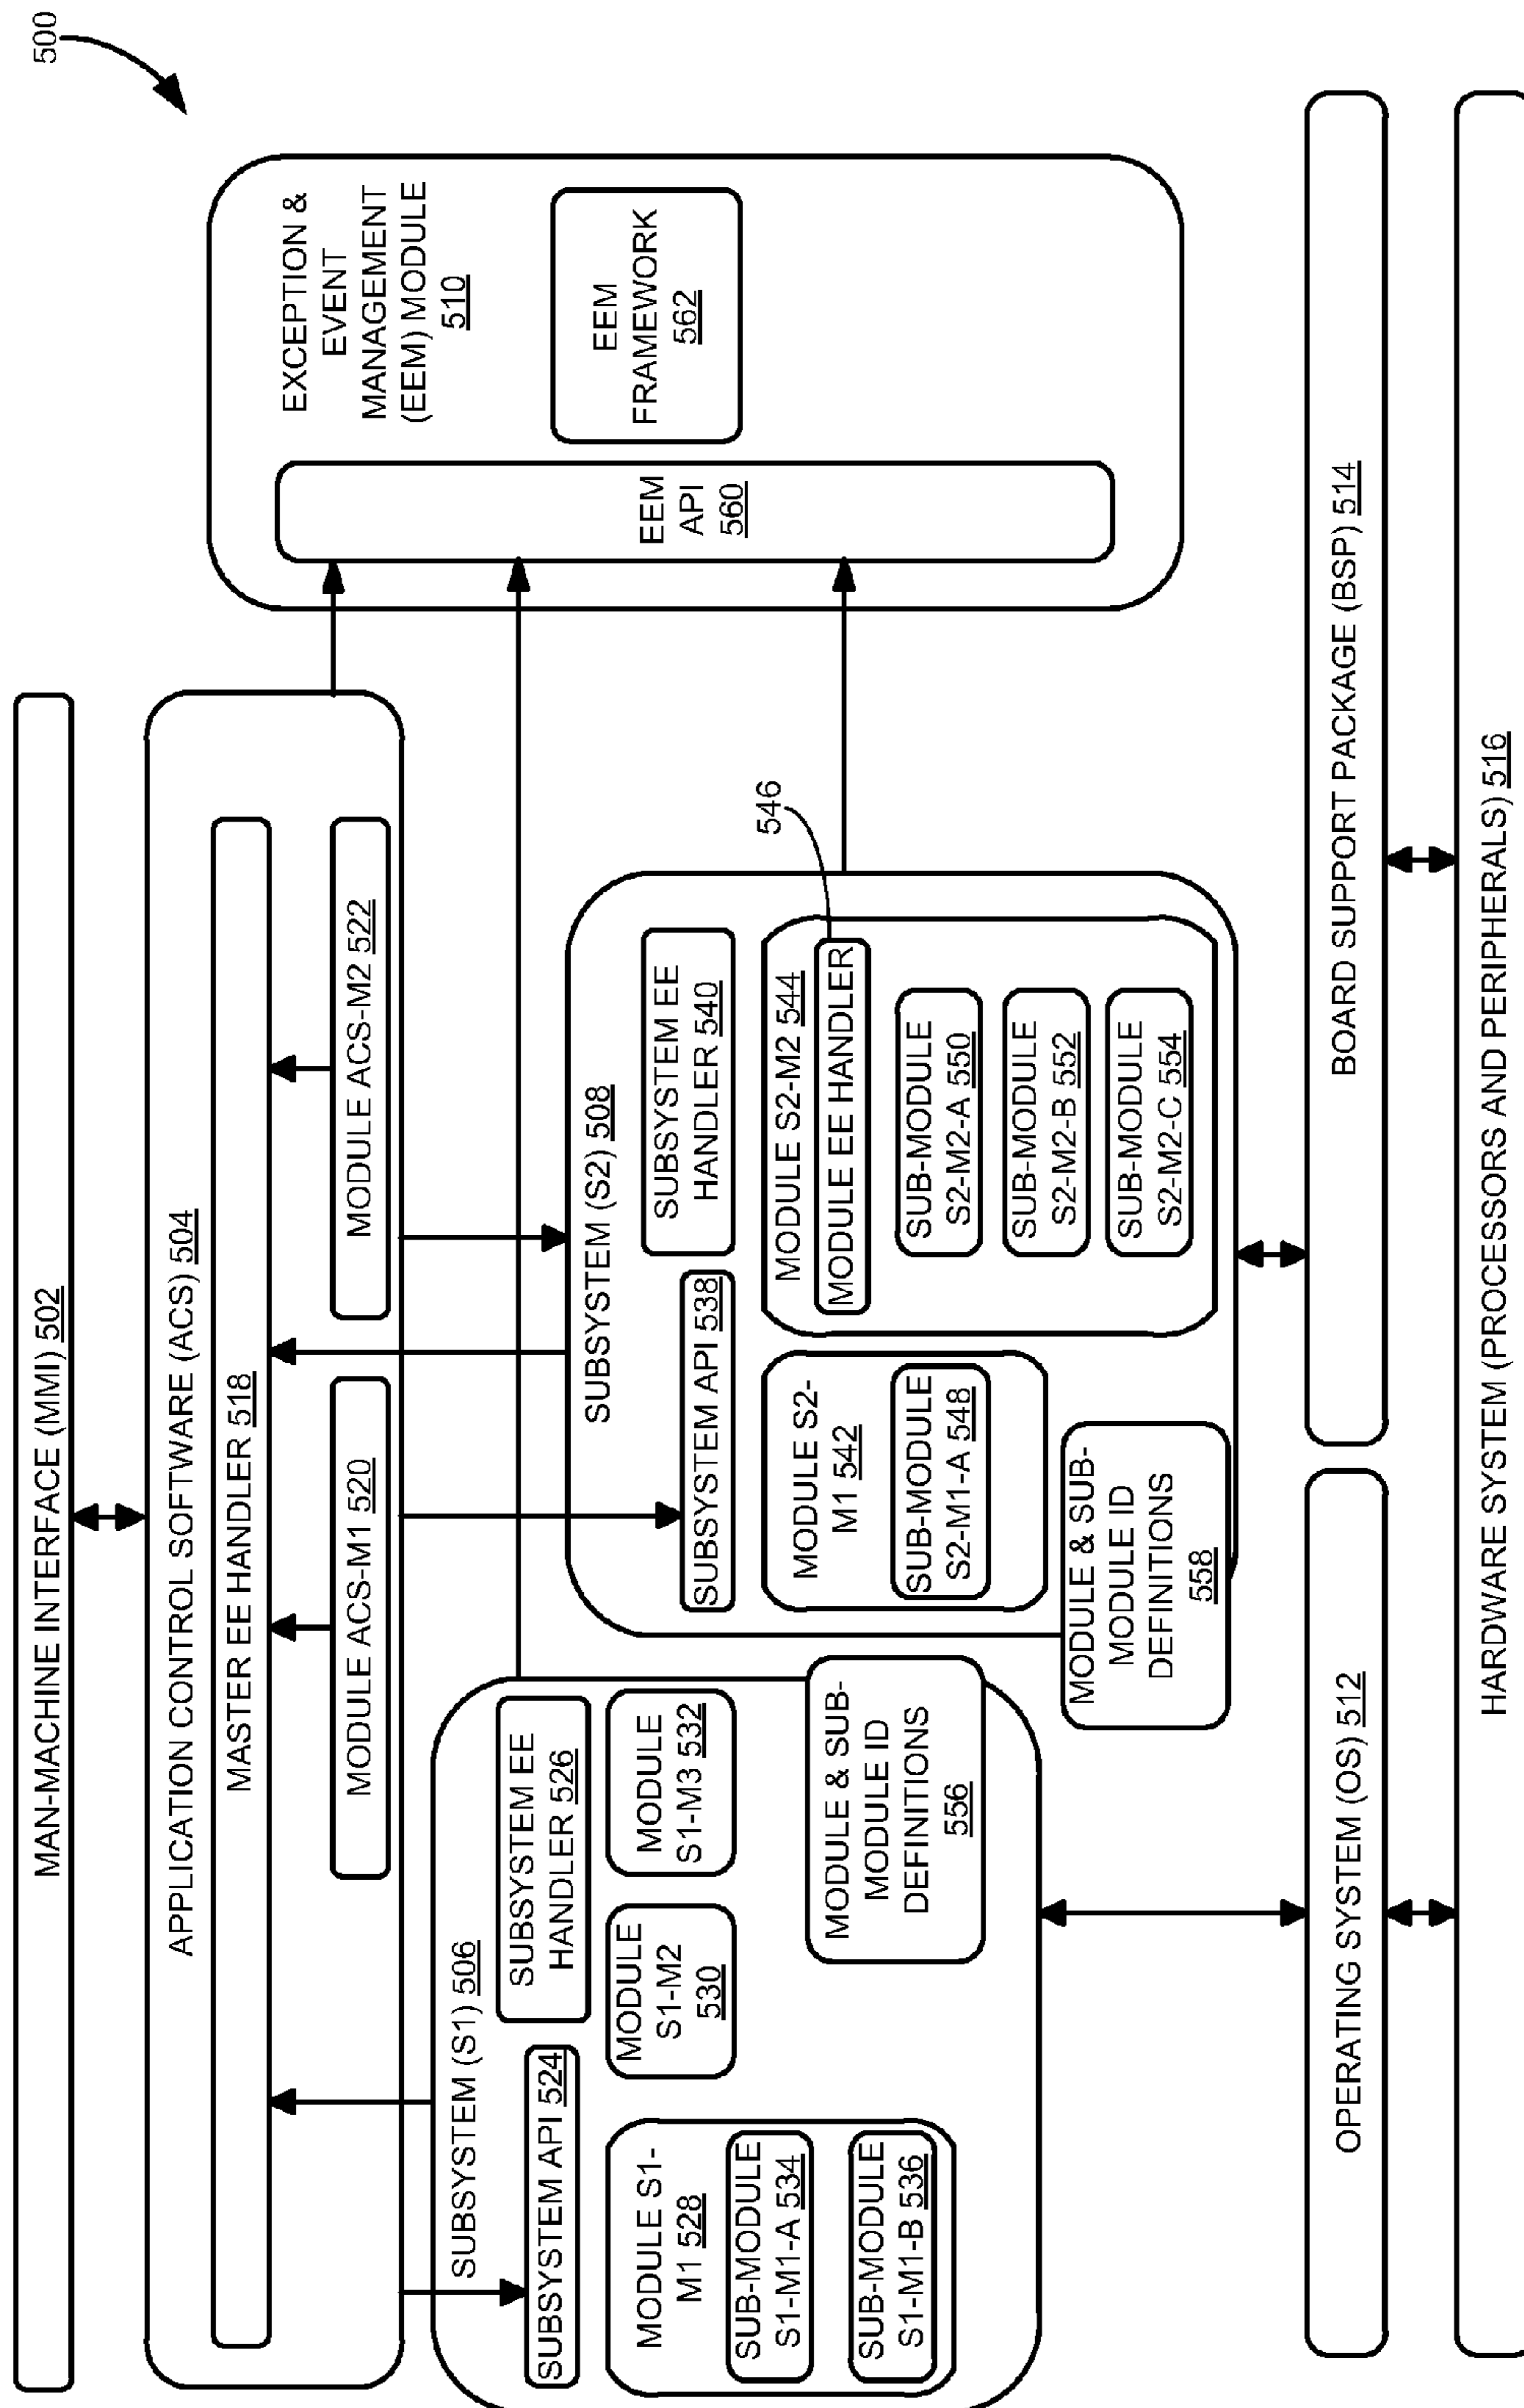 500
MAN-MACHINE INTERFACE (MMI) 502
APPLICATION CONTROL SOFTWARE (ACS) 504
MASTER EE HANDLER 518
MODULE ACS-M1 520
MODULE ACS-M2 522
SUBSYSTEM (S1) 506
SUBSYSTEM API 524
SUBSYSTEM EE
HANDLER 526
MODULE S1-
M1 528
SUB-MODULE
S1-M1-A 534
SUB-MODULE
S1-M1-B 536
MODULE
S1-M2
530
MODULE
S1-M3 532
MODULE & SUB-
MODULE ID
DEFINITIONS
556
SUBSYSTEM (S2) 508
SUBSYSTEM API 538
SUBSYSTEM EE
HANDLER 540
MODULE S2-
M1 542
SUB-MODULE
S2-M1-A 548
MODULE S2-M2 544
MODULE EE HANDLER
546
SUB-MODULE
S2-M2-A 550
SUB-MODULE
S2-M2-B 552
SUB-MODULE
S2-M2-C 554
MODULE & SUB-
MODULE ID
DEFINITIONS
558
EXCEPTION &
EVENT
MANAGEMENT
(EEM) MODULE
510
EEM
API
560
EEM
FRAMEWORK
562
OPERATING SYSTEM (OS) 512
BOARD SUPPORT PACKAGE (BSP) 514
HARDWARE SYSTEM (PROCESSORS AND PERIPHERALS) 516